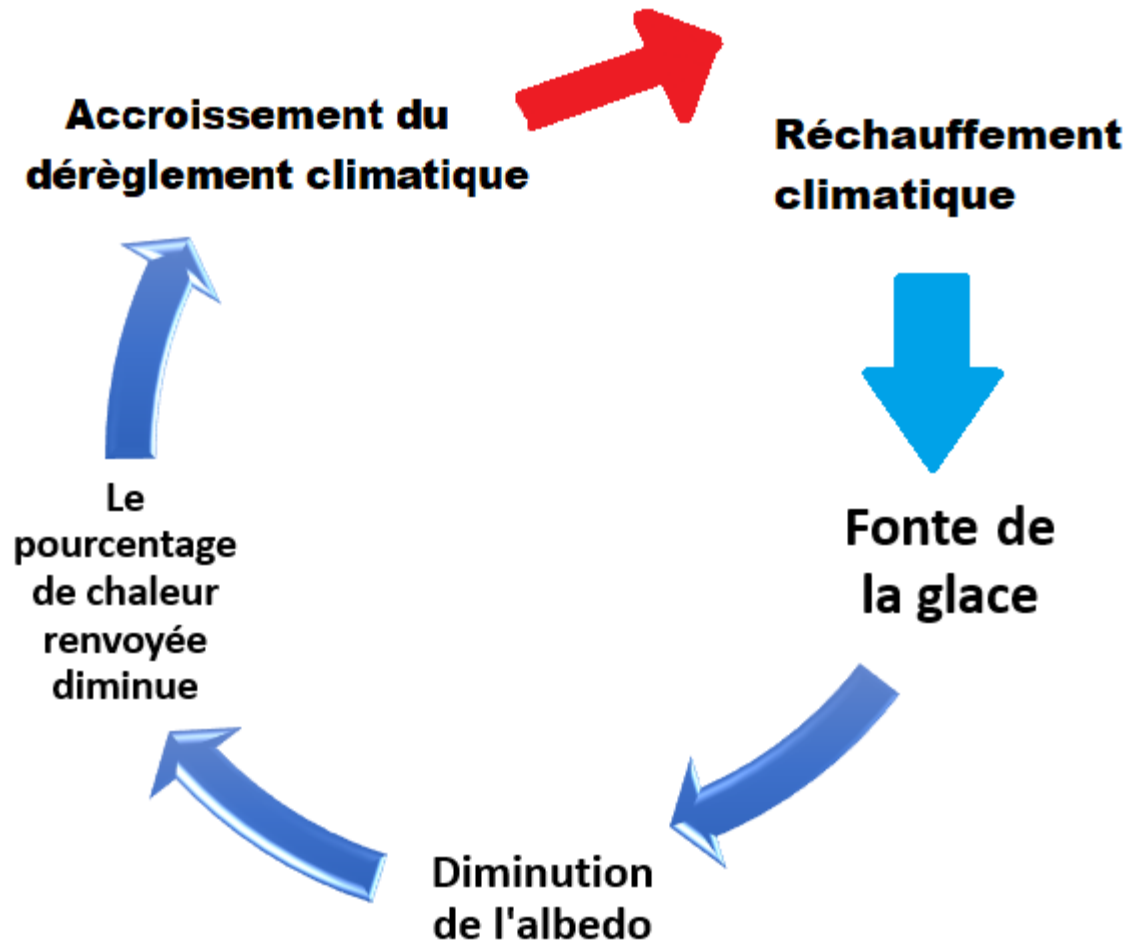 Accroissement du
dérèglement climatique
Réchauffement
climatique
Fonte de
la glace
Diminution
de l'albedo
Le
pourcentage
de chaleur
renvoyée
diminue